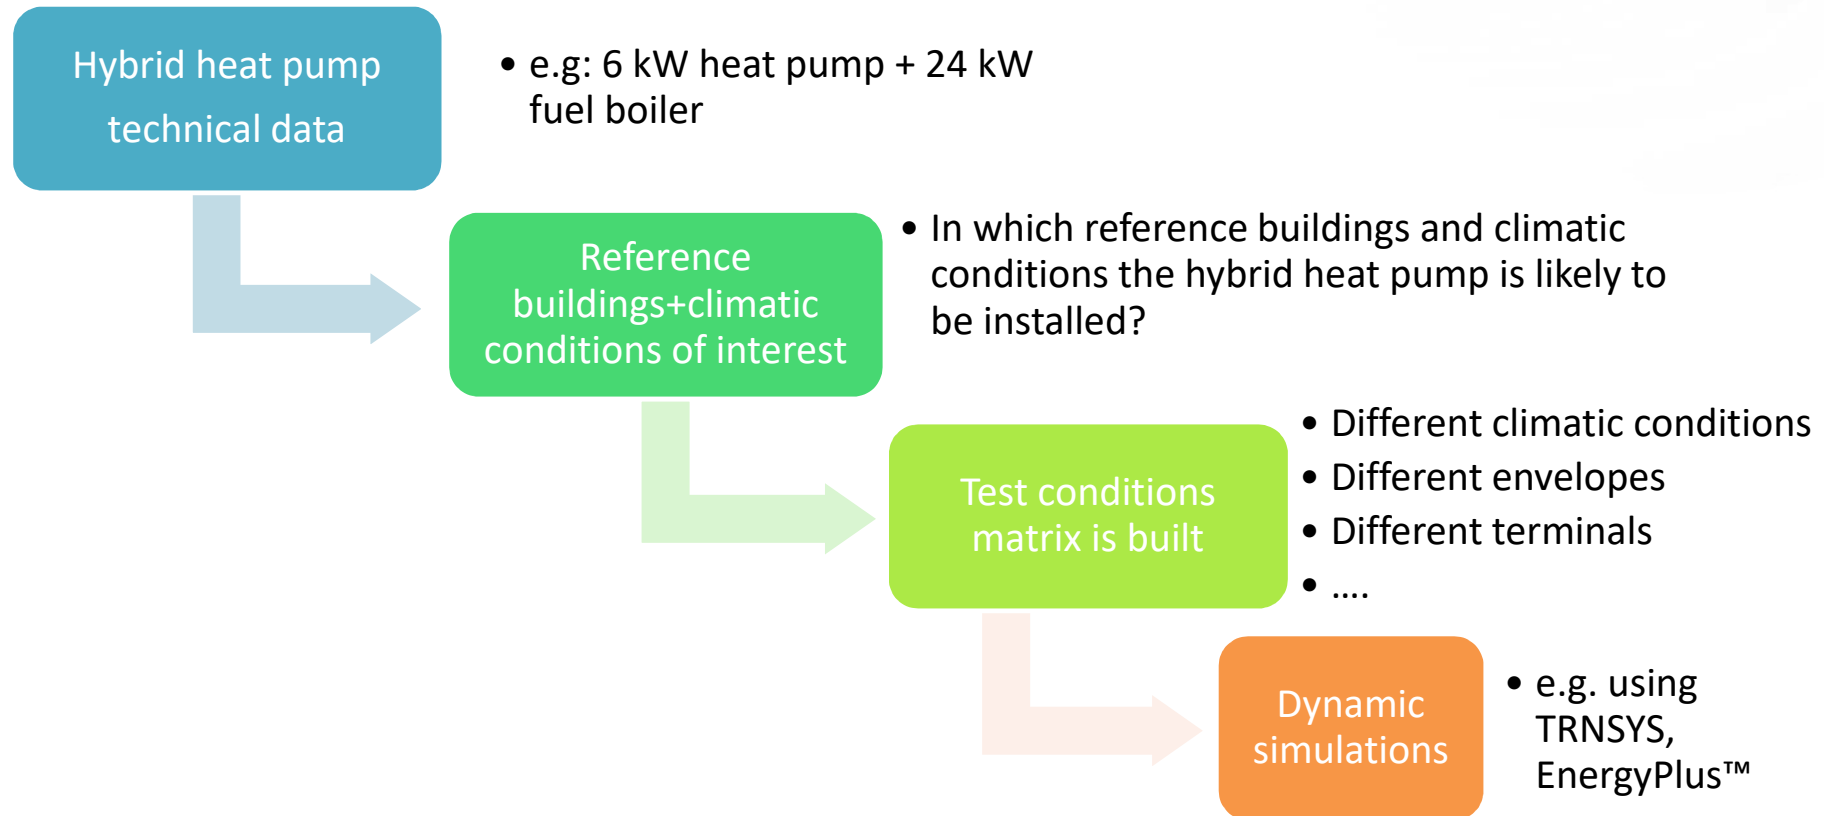 Hybrid heat pump
technical data
• e.g: 6 kW heat pump + 24 kW
fuel boiler
Reference
buildings+climatic
conditions of interest
• In which reference buildings and climatic
conditions the hybrid heat pump is likely to
be installed?
Test conditions
matrix is built
• Different climatic conditions
• Different envelopes
• Different terminals
• ....
Dynamic
simulations
• e.g. using
TRNSYS,
EnergyPlus™